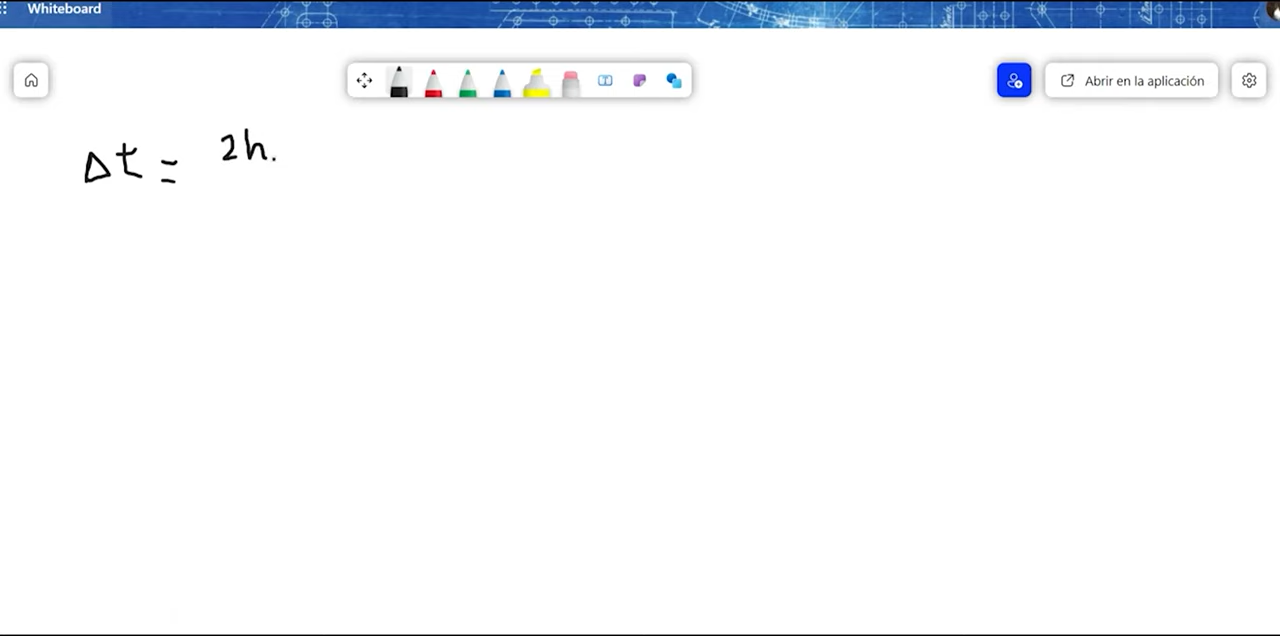 Whiteboard
Abrir en la aplicación
Δt = 2h.